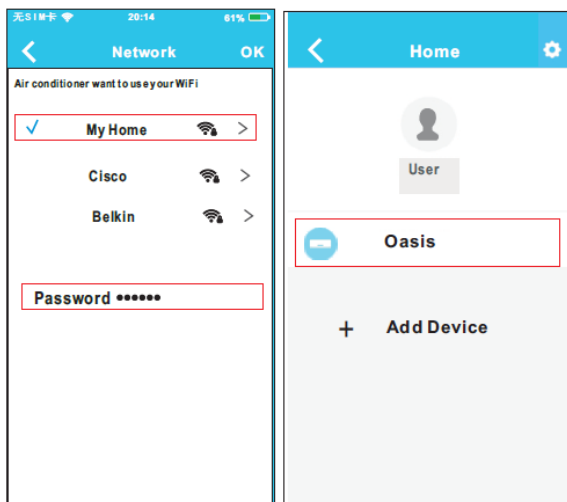 无SIM卡 20:14 61%
Network OK
Air conditioner want to use your WiFi
My Home
Cisco
Belkin
Password ••••••
Home
User
Oasis
+ Add Device